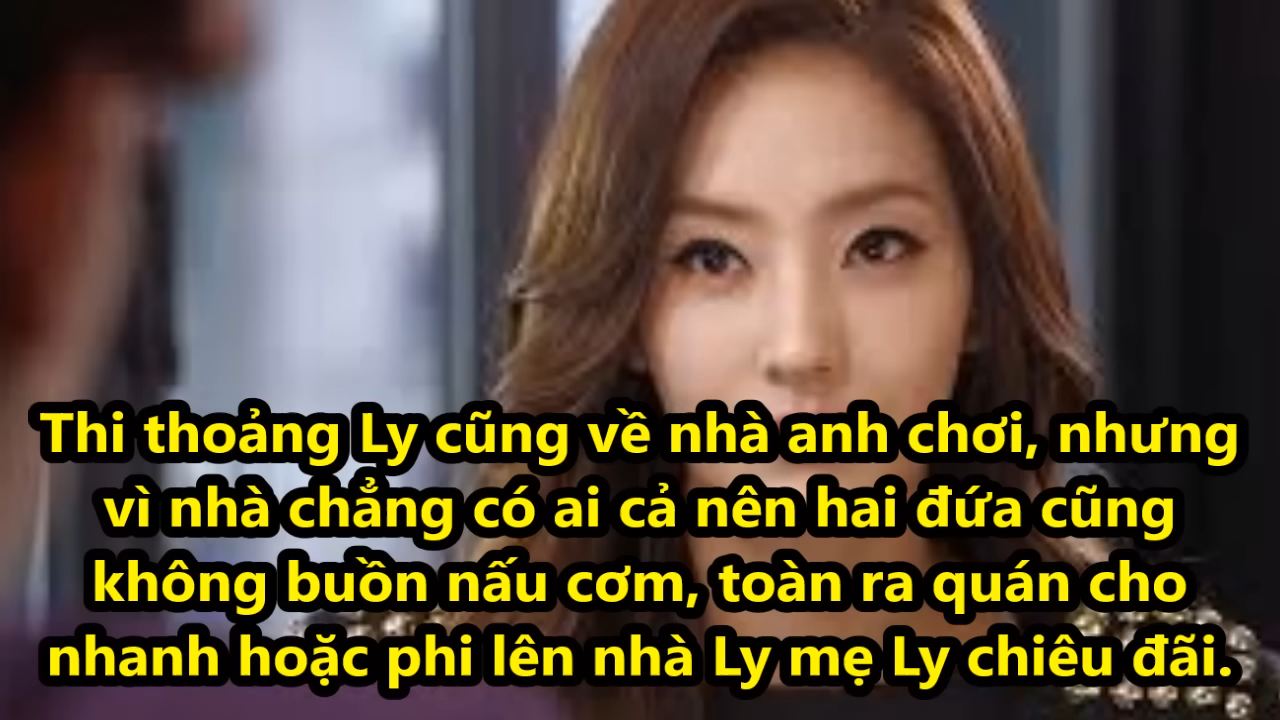 Thi thoảng Ly cũng về nhà anh chơi, nhưng
vì nhà chẳng có ai cả nên hai đứa cũng
không buồn nấu cơm, toàn ra quán cho
nhanh hoặc phi lên nhà Ly mẹ Ly chiêu đãi.